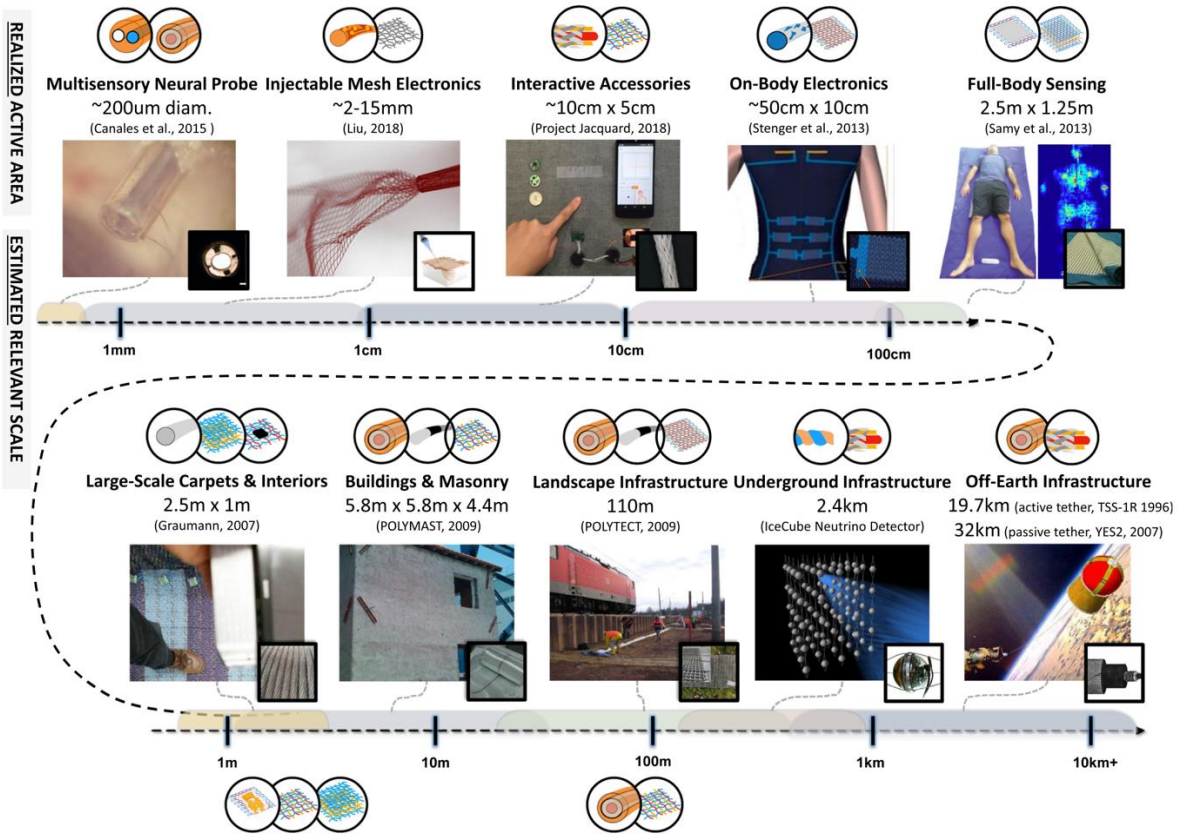 REALIZED ACTIVE AREA
Multisensory Neural Probe
~200um diam.
(Canales et al., 2015 )
Injectable Mesh Electronics
~2-15mm
(Liu, 2018)
Interactive Accessories
~10cm x 5cm
(Project Jacquard, 2018)
On-Body Electronics
~50cm x 10cm
(Stenger et al., 2013)
Full-Body Sensing
2.5m x 1.25m
(Samy et al., 2013)
ESTIMATED RELEVANT SCALE
1mm
1cm
10cm
100cm
Large-Scale Carpets & Interiors
2.5m x 1m
(Graumann, 2007)
Buildings & Masonry
5.8m x 5.8m x 4.4m
(POLYMAST, 2009)
Landscape Infrastructure
110m
(POLYTECT, 2009)
Underground Infrastructure
2.4km
(IceCube Neutrino Detector)
Off-Earth Infrastructure
19.7km (active tether, TSS-1R 1996)
32km (passive tether, YES2, 2007)
1m
10m
100m
1km
10km+